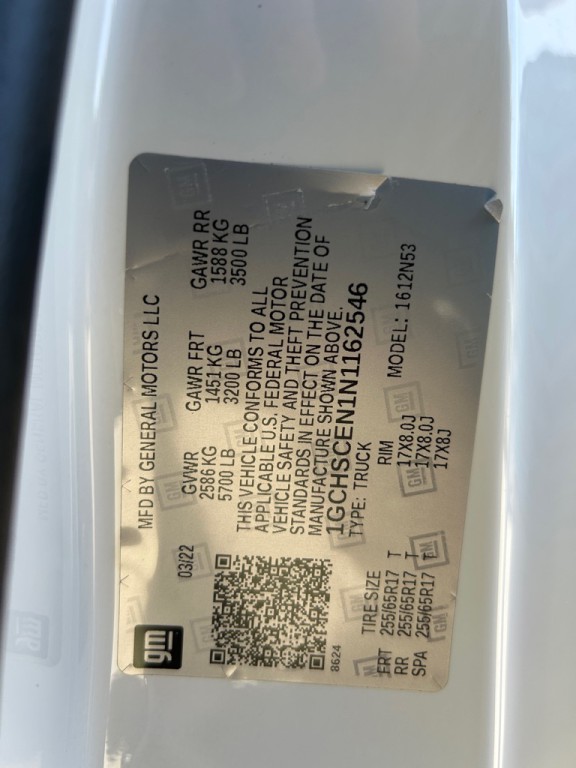 gm
MFD BY GENERAL MOTORS LLC
03/22
GVWR GAWR FRT GAWR RR
2586 KG 1451 KG 1588 KG
5700 LB 3200 LB 3500 LB
THIS VEHICLE CONFORMS TO ALL
APPLICABLE U.S. FEDERAL MOTOR
VEHICLE SAFETY AND THEFT PREVENTION
STANDARDS IN EFFECT ON THE DATE OF
MANUFACTURE SHOWN ABOVE.
1GCHSCEN1N1162546
8624
TYPE: TRUCK
TIRE SIZE RIM MODEL: 1612N53
FRT 255/65R17 T 17X8.0J
RR 255/65R17 T 17X8.0J
SPA 255/65R17 T 17X8J